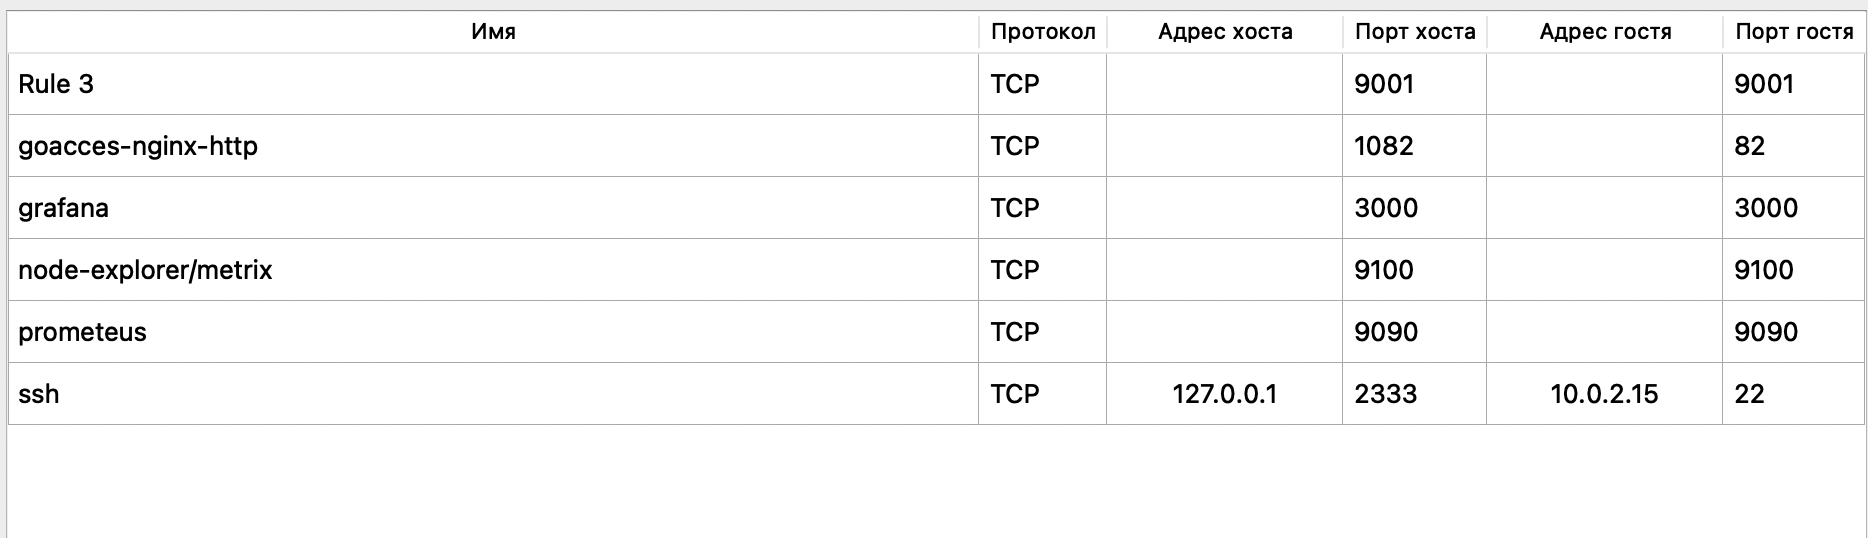 Имя Протокол Адрес хоста Порт хоста Адрес гостя Порт гостя
Rule 3 TCP 9001 9001
goacces-nginx-http TCP 1082 82
grafana TCP 3000 3000
node-explorer/metrix TCP 9100 9100
prometeus TCP 9090 9090
ssh TCP 127.0.0.1 2333 10.0.2.15 22